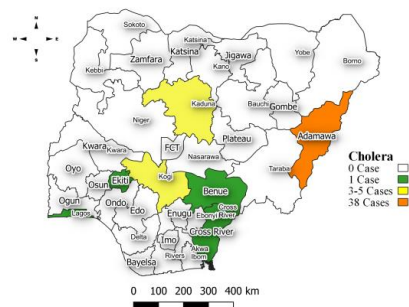 N
Sokoto
Katsina
Katsina
Zamfara
Jigawa
Yobe
Borno
Kebbi
Kano
Kaduna
Bauchi
Gombe
Niger
Adamawa
Plateau
FCT
Kwara
Kwara
Nasarawa
Taraba
Oyo
Kogi
Ekiti
Osun
Benue
Ogun
Ondo
Edo
Lagos
Enugu
Cross
Ebonyi River
Cross River
Delta
Imo
Akwa
Ibom
Rivers
Bayelsa
Cholera
0 Case
1 Case
3-5 Cases
38 Cases
0 100 200 300 400 km